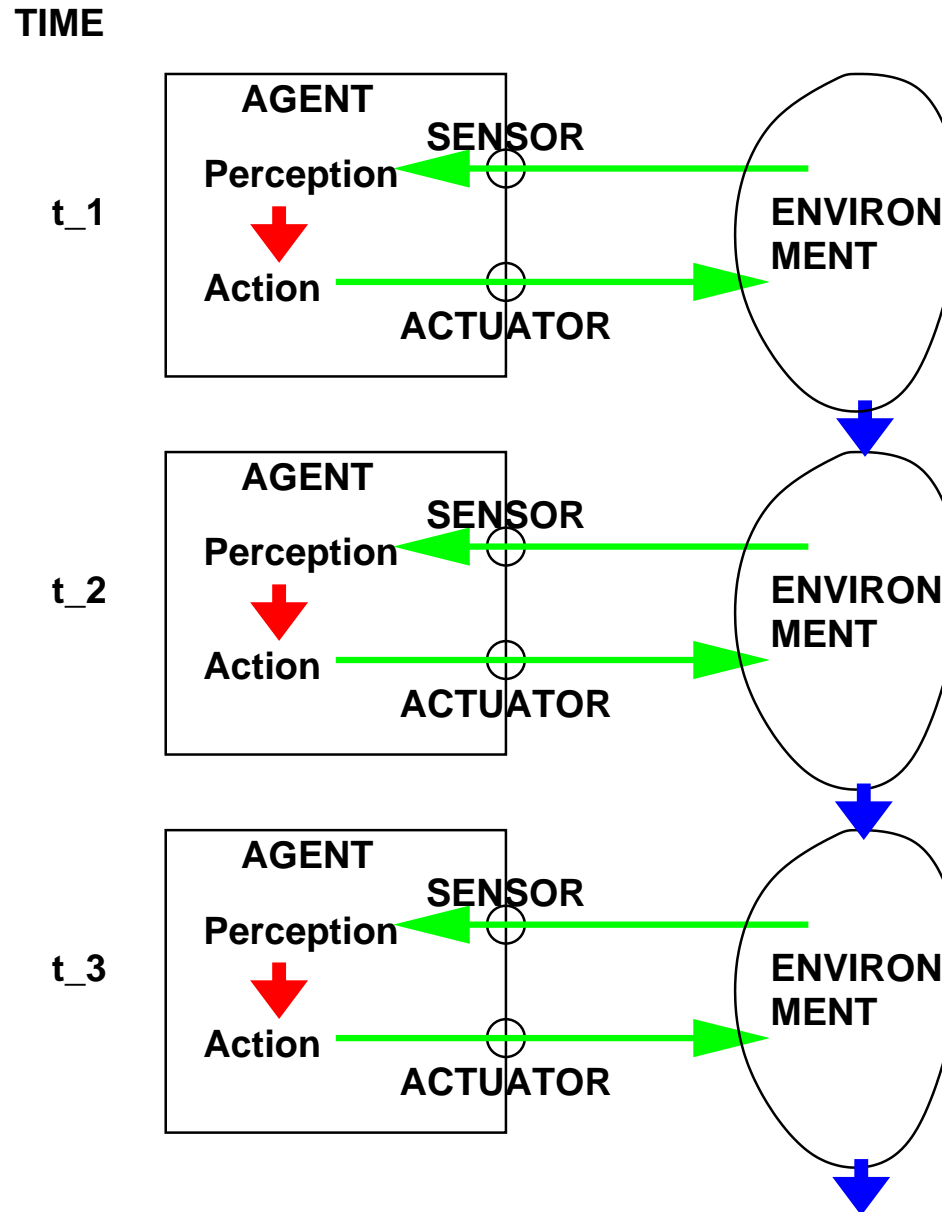 TIME
AGENT
SENSOR
Perception
t_1
ENVIRON
MENT
Action
ACTUATOR
AGENT
SENSOR
Perception
t_2
ENVIRON
MENT
Action
ACTUATOR
AGENT
SENSOR
Perception
t_3
ENVIRON
MENT
Action
ACTUATOR